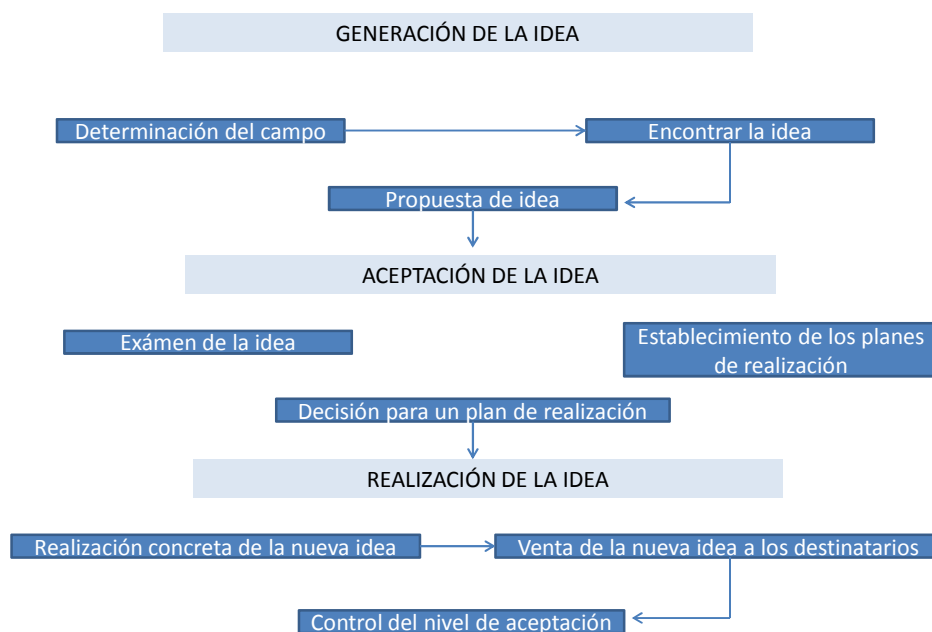 GENERACIÓN DE LA IDEA
Determinación del campo
Encontrar la idea
Propuesta de idea
ACEPTACIÓN DE LA IDEA
Exámen de la idea
Establecimiento de los planes
de realización
Decisión para un plan de realización
REALIZACIÓN DE LA IDEA
Realización concreta de la nueva idea
Venta de la nueva idea a los destinatarios
Control del nivel de aceptación